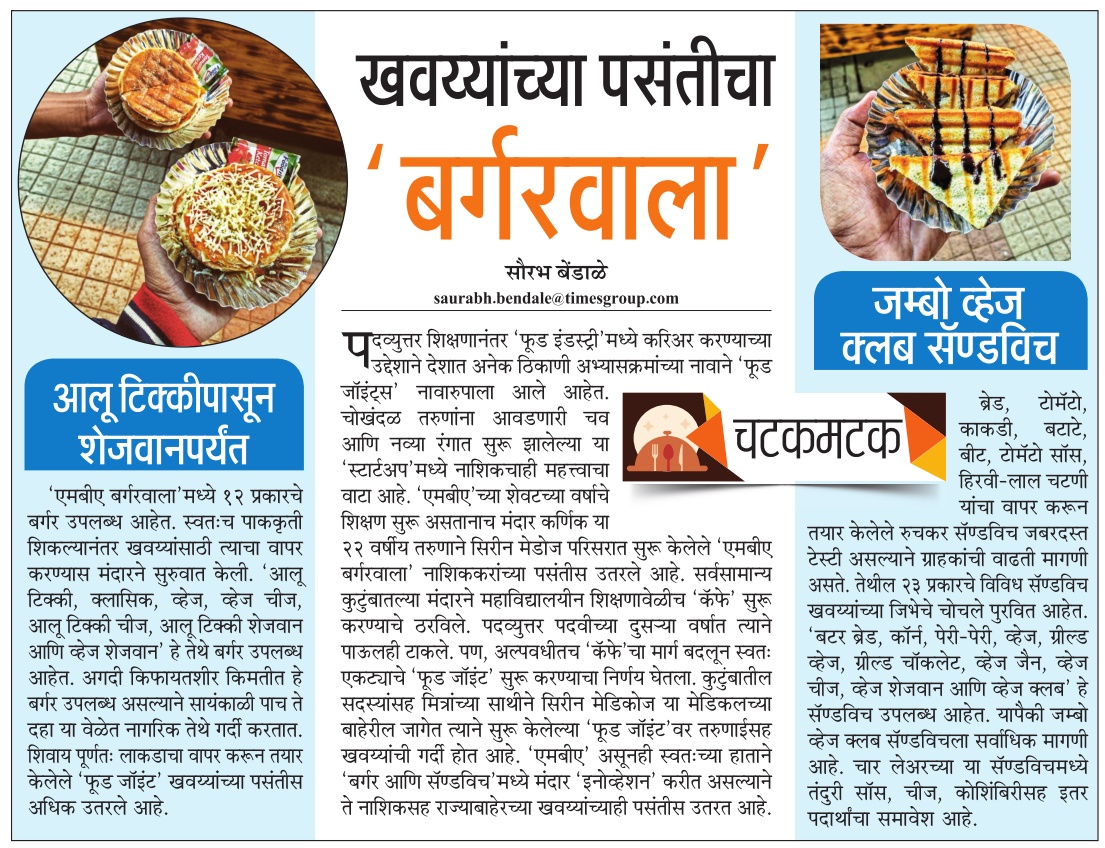 खवय्यांच्या पसंतीचा
‘बर्गरवाला’
सौरभ बेंडाळे
saurabh.bendale@timesgroup.com
आलू टिक्कीपासून
शेजवानपर्यंत
‘एमबीए बर्गरवाला’मध्ये १२ प्रकारचे
बर्गर उपलब्ध आहेत. स्वतःच पाककृती
शिकल्यानंतर खवय्यांसाठी त्याचा वापर
करण्यास मंदारने सुरुवात केली. ‘आलू
टिक्की, क्लासिक, व्हेज, व्हेज चीज,
आलू टिक्की चीज, आलू टिक्की शेजवान
आणि व्हेज शेजवान’ हे तेथे बर्गर उपलब्ध
आहेत. अगदी किफायतशीर किमतीत हे
बर्गर उपलब्ध असल्याने सायंकाळी पाच ते
दहा या वेळेत नागरिक तेथे गर्दी करतात.
शिवाय पूर्णतः लाकडाचा वापर करून तयार
केलेले ‘फूड जॉइंट’ खवय्यांच्या पसंतीस
अधिक उतरले आहे.
पदव्युत्तर शिक्षणानंतर ‘फूड इंडस्ट्री’मध्ये करिअर करण्याच्या
उद्देशाने देशात अनेक ठिकाणी अभ्यासक्रमांच्या नावाने ‘फूड
जॉइंट्स’ नावारुपाला आले आहेत.
चोखंदळ तरुणांना आवडणारी चव
आणि नव्या रंगात सुरू झालेल्या या
‘स्टार्टअप’मध्ये नाशिकचाही महत्त्वाचा
वाटा आहे. ‘एमबीए’च्या शेवटच्या वर्षाचे
शिक्षण सुरू असतानाच मंदार कर्णिक या
२२ वर्षीय तरुणाने सिरीन मेडोज परिसरात सुरू केलेले ‘एमबीए
बर्गरवाला’ नाशिककरांच्या पसंतीस उतरले आहे. सर्वसामान्य
कुटुंबातल्या मंदारने महाविद्यालयीन शिक्षणावेळीच ‘कॅफे’ सुरू
करण्याचे ठरविले. पदव्युत्तर पदवीच्या दुसऱ्या वर्षात त्याने
पाऊलही टाकले. पण, अल्पवधीतच ‘कॅफे’चा मार्ग बदलून स्वतः
एकट्याचे ‘फूड जॉइंट’ सुरू करण्याचा निर्णय घेतला. कुटुंबातील
सदस्यांसह मित्रांच्या साथीने सिरीन मेडिकोज या मेडिकलच्या
बाहेरील जागेत त्याने सुरू केलेल्या ‘फूड जॉइंट’वर तरुणाईसह
खवय्यांची गर्दी होत आहे. ‘एमबीए’ असूनही स्वतःच्या हाताने
‘बर्गर आणि सॅण्डविच’मध्ये मंदार ‘इनोव्हेशन’ करीत असल्याने
ते नाशिकसह राज्याबाहेरच्या खवय्यांच्याही पसंतीस उतरत आहे.
चटकमटक
जम्बो व्हेज
क्लब सॅण्डविच
ब्रेड, टोमॅटो,
काकडी, बटाटे,
बीट, टोमॅटो सॉस,
हिरवी-लाल चटणी
यांचा वापर करून
तयार केलेले रुचकर सॅण्डविच जबरदस्त
टेस्टी असल्याने ग्राहकांची वाढती मागणी
असते. तेथील २३ प्रकारचे विविध सॅण्डविच
खवय्यांच्या जिभेचे चोचले पुरवित आहेत.
‘बटर ब्रेड, कॉर्न, पेरी-पेरी, व्हेज, ग्रील्ड
व्हेज, ग्रील्ड चॉकलेट, व्हेज जैन, व्हेज
चीज, व्हेज शेजवान आणि व्हेज क्लब’ हे
सॅण्डविच उपलब्ध आहेत. यापैकी जम्बो
व्हेज क्लब सॅण्डविचला सर्वाधिक मागणी
आहे. चार लेअरच्या या सॅण्डविचमध्ये
तंदुरी सॉस, चीज, कोशिंबिरीसह इतर
पदार्थांचा समावेश आहे.